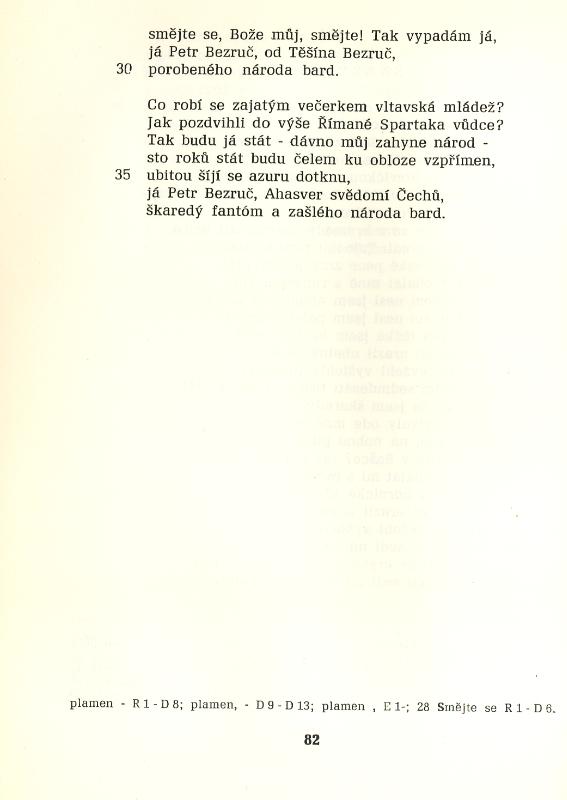 smějte se, Bože můj, smějte! Tak vypadám já,
já Petr Bezruč, od Těšína Bezruč,
30 porobeného národa bard.
Co robí se zajatým večerkem vltavská mládež?
Jak pozdvihli do výše Římané Spartaka vůdce?
Tak budu já stát - dávno můj zahyne národ -
sto roků stát budu čelem ku obloze vzpřímen,
35 ubitou šíjí se azuru dotknu,
já Petr Bezruč, Ahasver svědomí Čechů,
škaredý fantóm a zašlého národa bard.
plamen - R 1 - D 8; plamen, - D 9 - D 13; plamen , E 1-; 28 Smějte se R 1 - D 6.
82